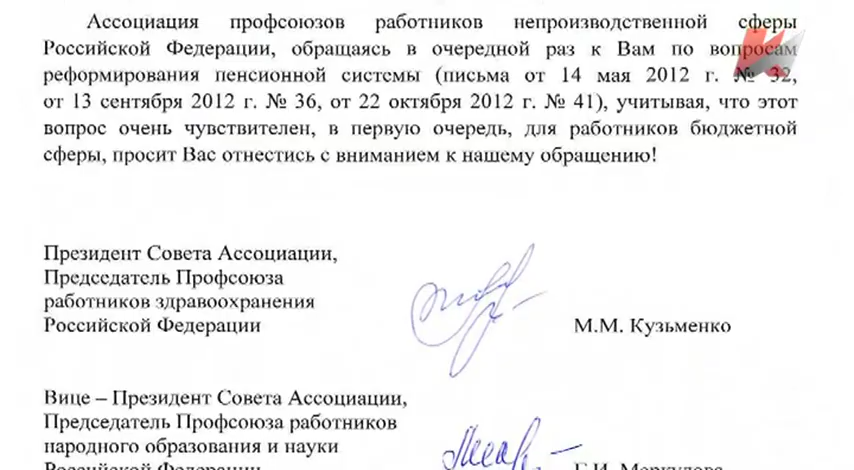 Ассоциация профсоюзов работников непроизводственной сферы
Российской Федерации, обращаясь в очередной раз к Вам по вопросам
реформирования пенсионной системы (письма от 14 мая 2012 г. № 32,
от 13 сентября 2012 г. № 36, от 22 октября 2012 г. № 41), учитывая, что этот
вопрос очень чувствителен, в первую очередь, для работников бюджетной
сферы, просит Вас отнестись с вниманием к нашему обращению!
Президент Совета Ассоциации,
Председатель Профсоюза
работников здравоохранения
Российской Федерации М.М. Кузьменко
Вице – Президент Совета Ассоциации,
Председатель Профсоюза работников
народного образования и науки
Российской Федерации Г.И. Меркулова